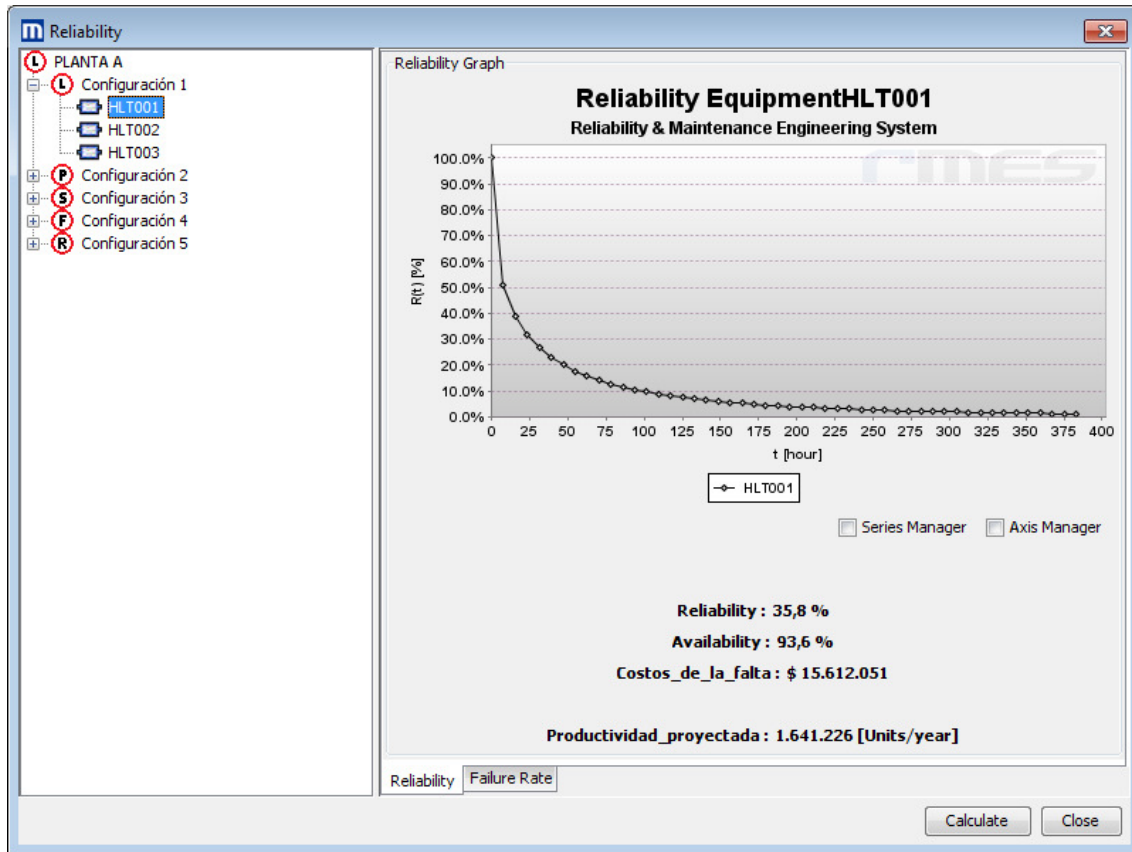 Reliability
PLANTA A
Configuración 1
HLT001
HLT002
HLT003
Configuración 2
Configuración 3
Configuración 4
Configuración 5
Reliability Graph
Reliability EquipmentHLT001
Reliability & Maintenance Engineering System
rmes
100.0%
90.0%
80.0%
70.0%
60.0%
50.0%
40.0%
30.0%
20.0%
10.0%
0.0%
R(t) [%]
0 25 50 75 100 125 150 175 200 225 250 275 300 325 350 375 400
t [hour]
HLT001
Series Manager Axis Manager
Reliability : 35,8 %
Availability : 93,6 %
Costos_de_la_falta : $ 15.612.051
Productividad_proyectada : 1.641.226 [Units/year]
Reliability Failure Rate
Calculate Close